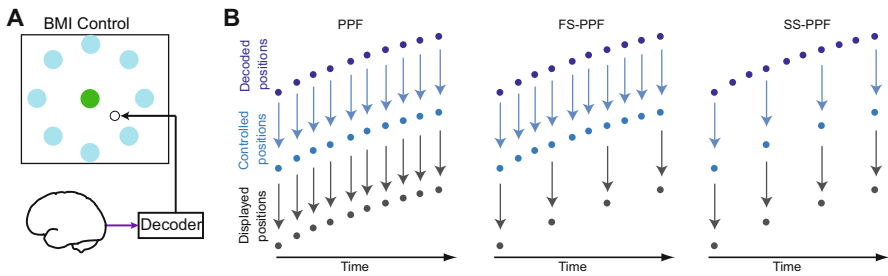 A
BMI Control
Decoder
B
PPF
FS-PPF
SS-PPF
Decoded
positions
Controlled
positions
Displayed
positions
Time
Time
Time